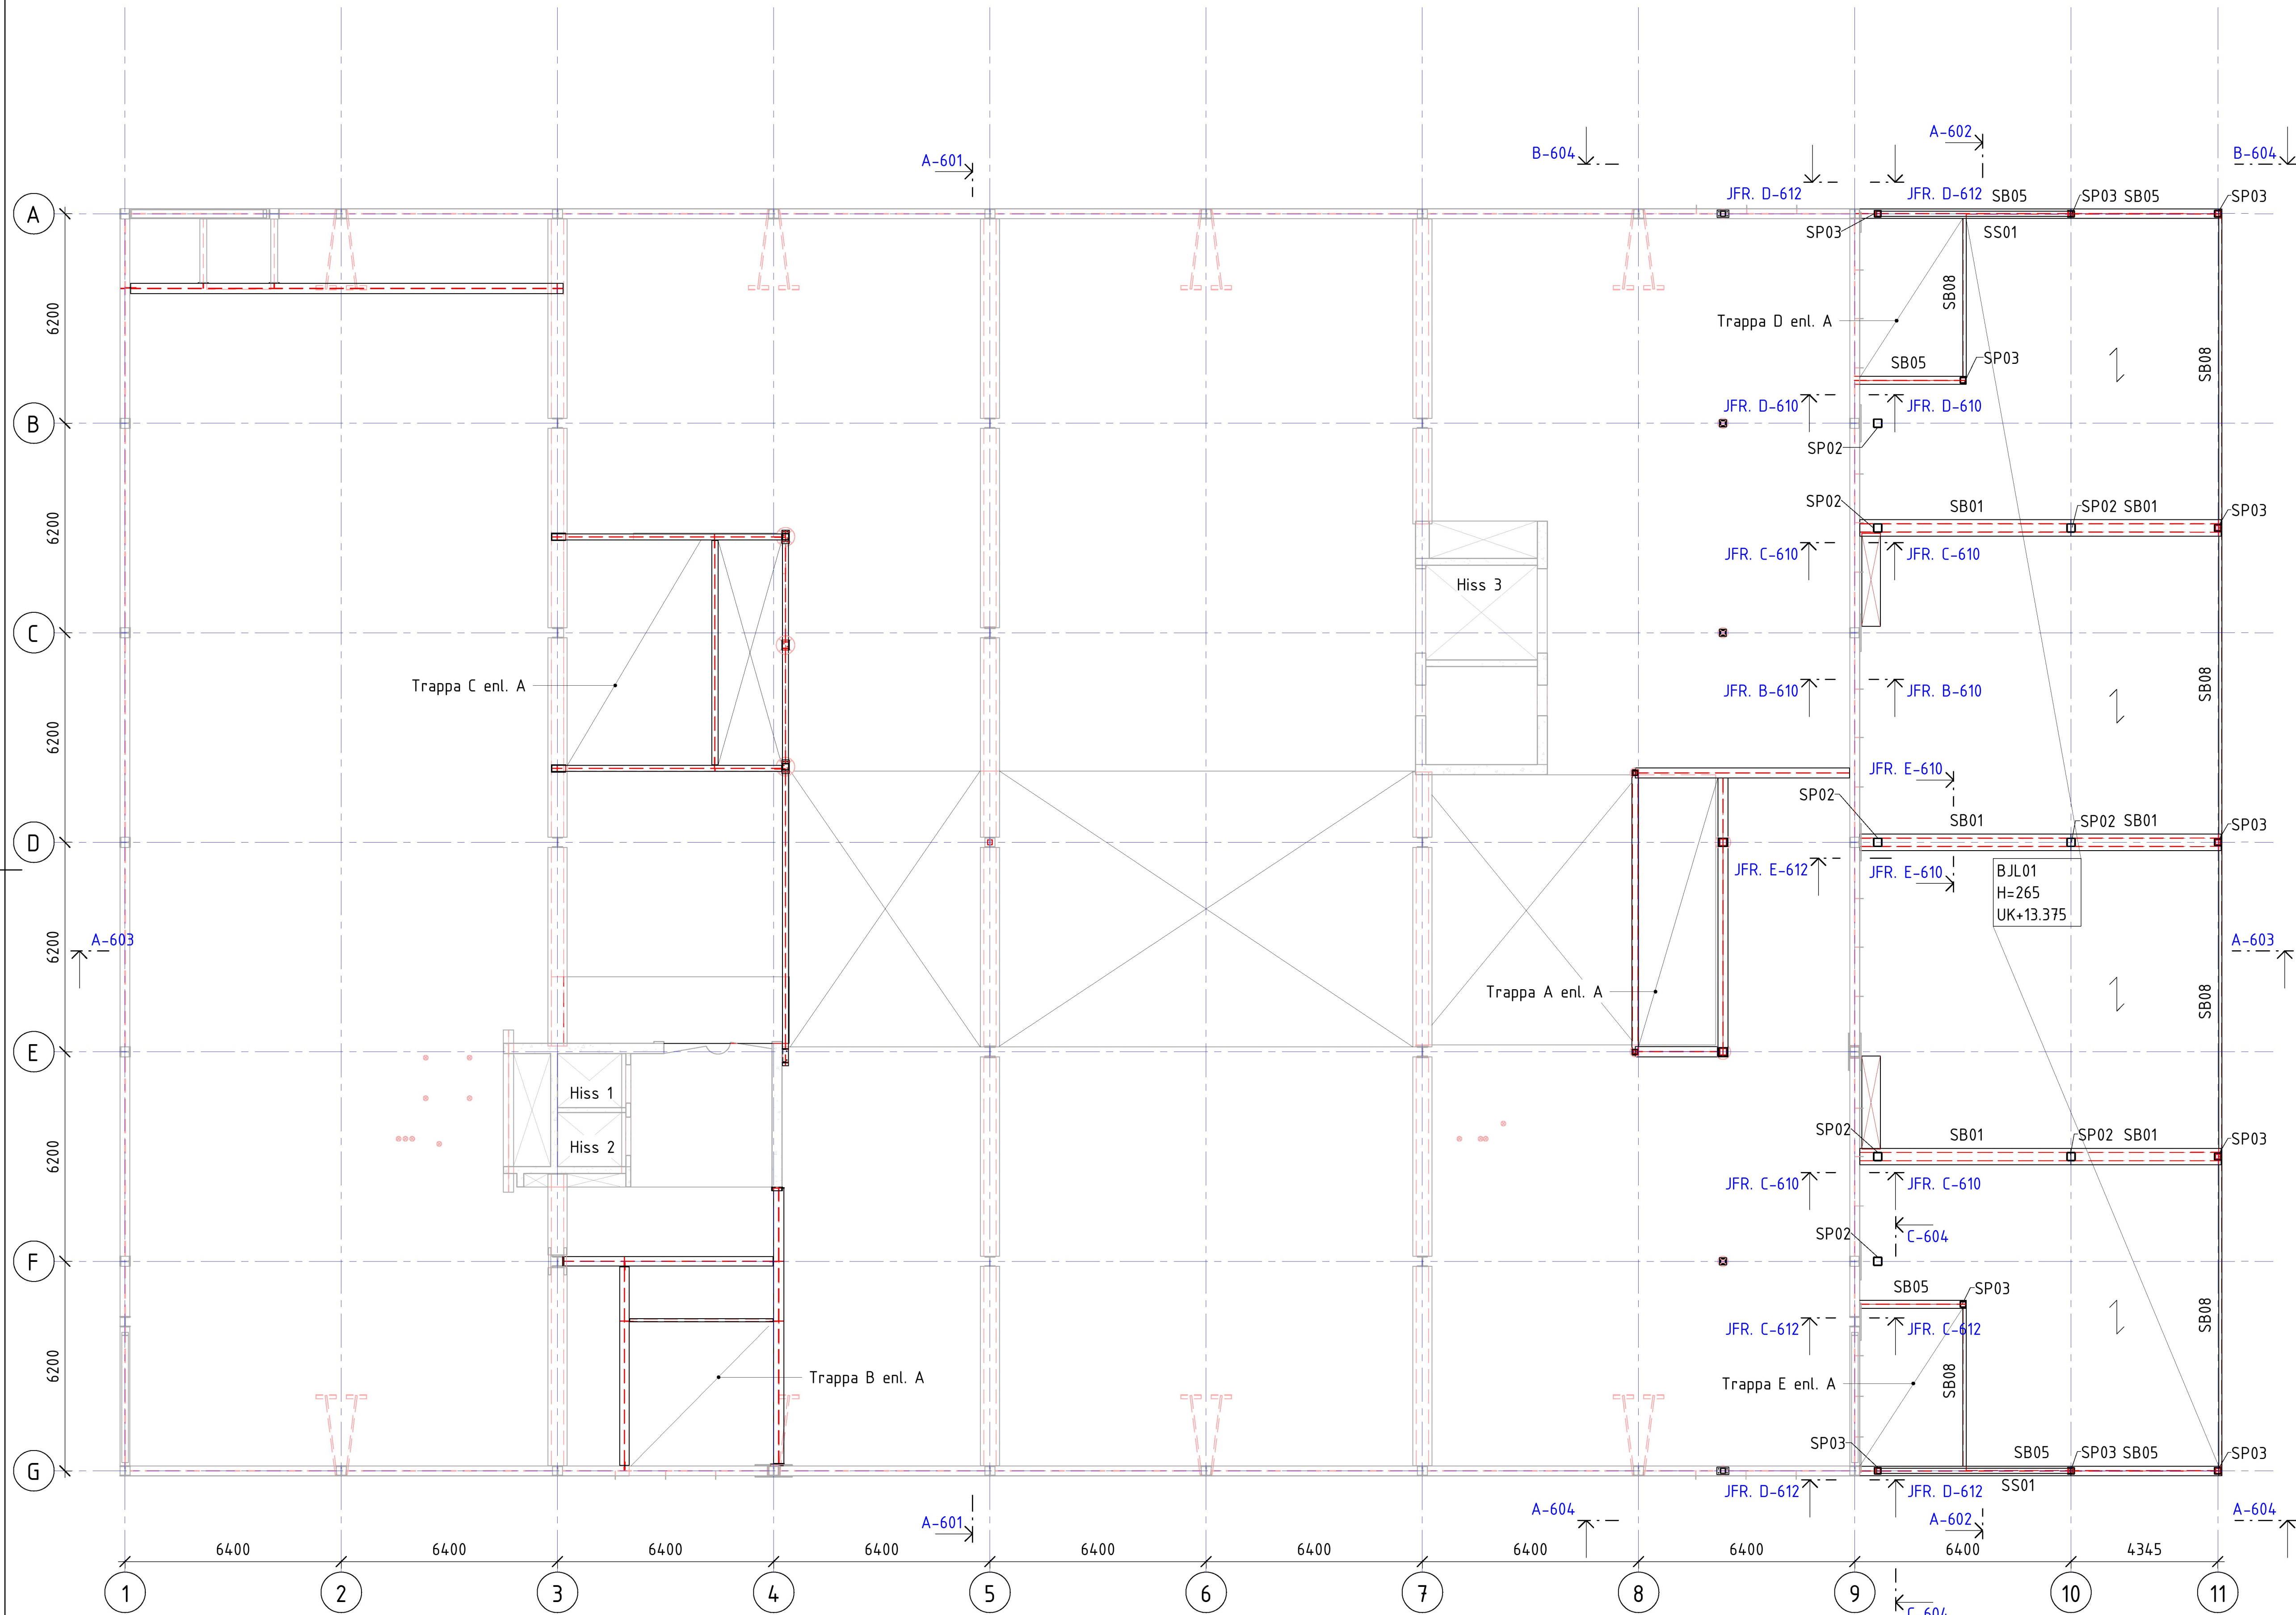 A-601
B-604
A-602
B-604
JFR. D-612
JFR. D-612
SB05
SP03 SB05
SP03
A
SP03
SS01
6200
SB08
Trappa D enl. A
SB05
SP03
SB08
JFR. D-610
JFR. D-610
B
SP02
6200
SP02
SB01
SP02 SB01
SP03
JFR. C-610
JFR. C-610
Hiss 3
C
Trappa C enl. A
JFR. B-610
JFR. B-610
SB08
6200
JFR. E-610
SP02
SB01
SP02 SB01
SP03
D
JFR. E-612
JFR. E-610
BJL01
H=265
UK+13.375
A-603
6200
A-603
Trappa A enl. A
SB08
E
Hiss 1
Hiss 2
6200
SP02
SB01
SP02 SB01
SP03
JFR. C-610
JFR. C-610
SP02
C-604
F
SB05
SP03
JFR. C-612
JFR. C-612
SB08
6200
Trappa B enl. A
Trappa E enl. A
SB08
SP03
SB05
SP03 SB05
SP03
G
SS01
JFR. D-612
JFR. D-612
A-601
A-604
A-602
A-604
6400
6400
6400
6400
6400
6400
6400
6400
6400
4345
1
2
3
4
5
6
7
8
9
10
11
C-604